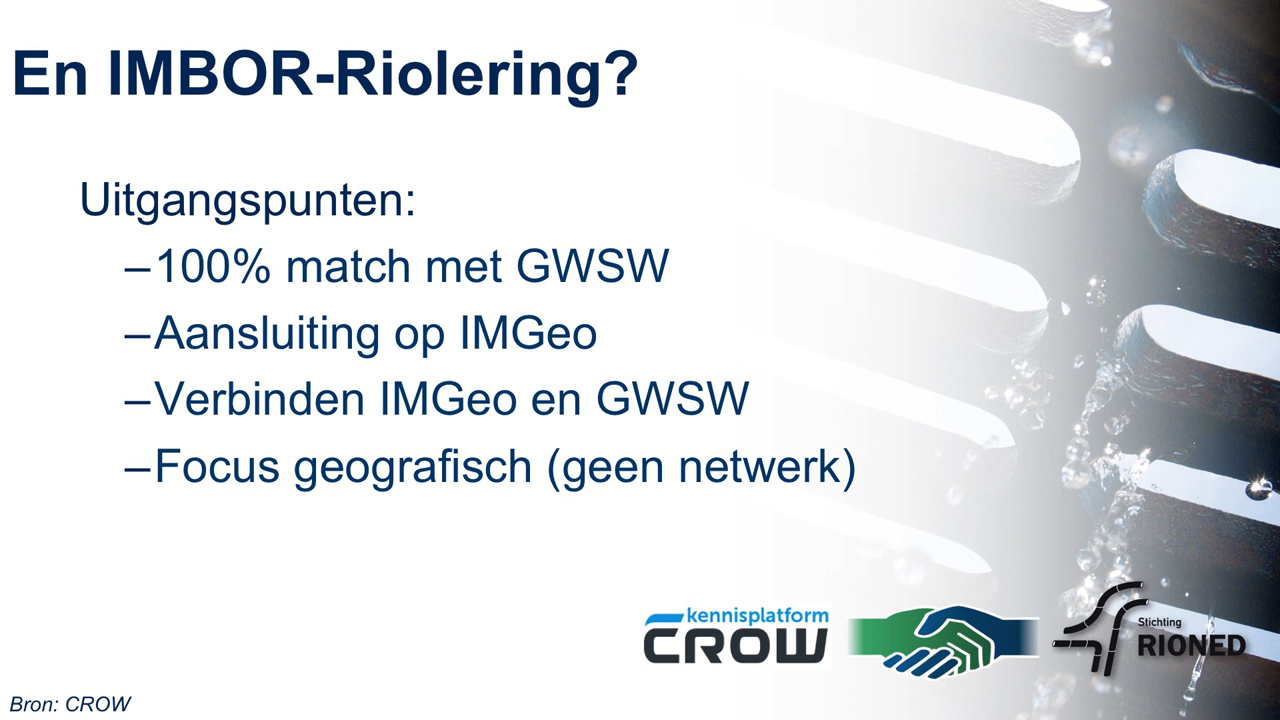 En IMBOR-Riolering?
Uitgangspunten:
–100% match met GWSW
–Aansluiting op IMGeo
–Verbinden IMGeo en GWSW
–Focus geografisch (geen netwerk)
kennisplatform
CROW
Stichting
RIONED
Bron: CROW